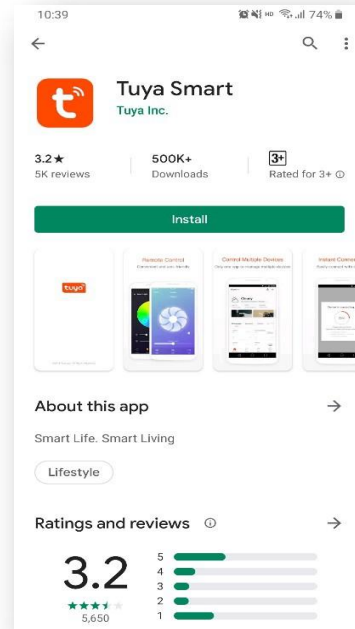 10:39
HD 74%
Tuya Smart
Tuya Inc.
3.2★ 500K+ 3+
5K reviews Downloads Rated for 3+
Install
tuya
Remote Control
Control Multiple Devices
About this app
Smart Life. Smart Living
Lifestyle
Ratings and reviews
3.2
5
4
3
2
1
5,650